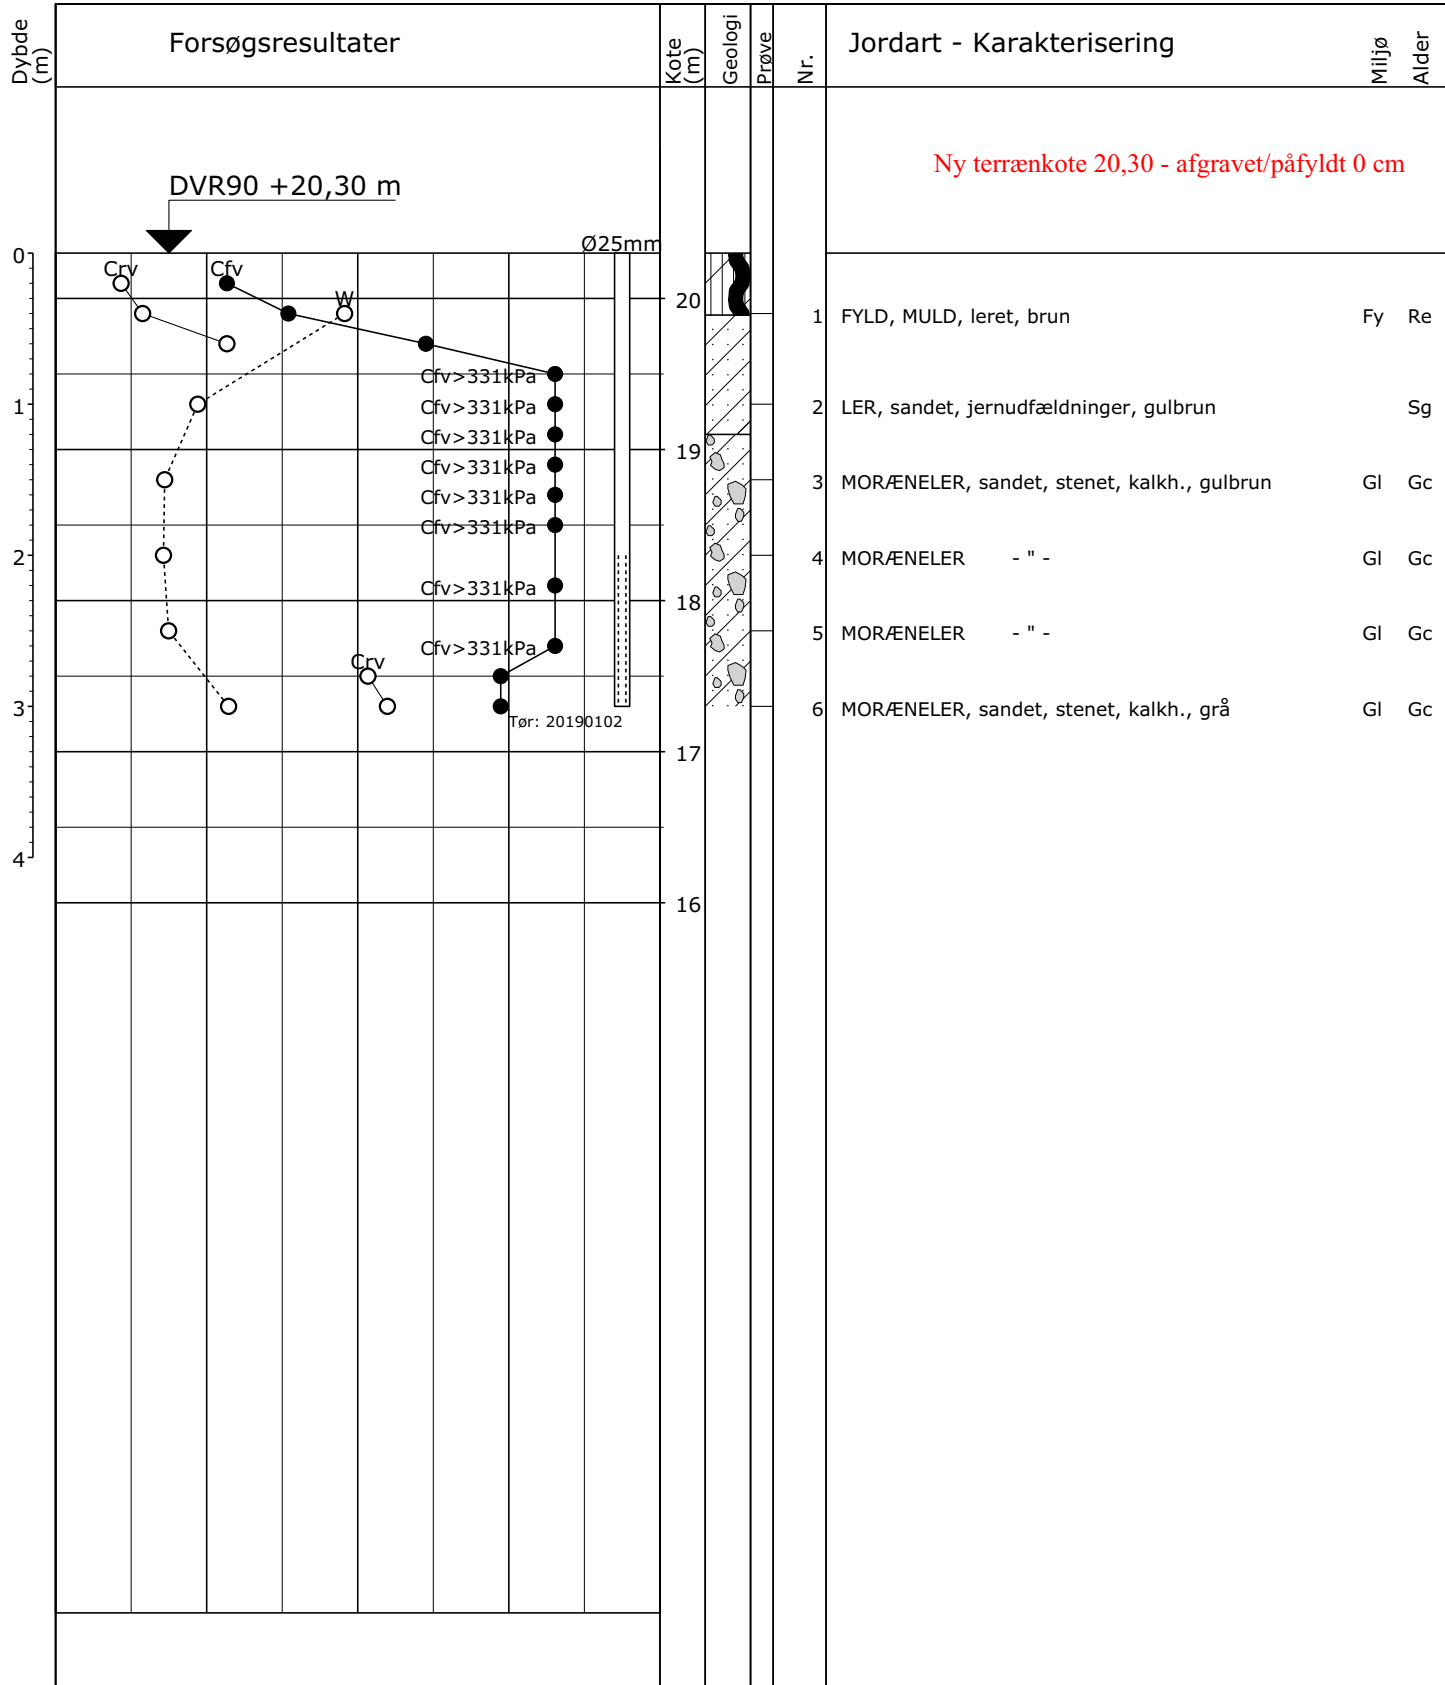 Dybde (m)
Forsøgsresultater
Kote (m)
Geologi
Prøve
Nr.
Jordart - Karakterisering
Miljø
Alder
Ny terrænkote 20,30 - afgravet/påfyldt 0 cm
DVR90 +20,30 m
Ø25mm
0
Crv
Cfv
W
20
1 FYLD, MULD, leret, brun Fy Re
Cfv>331kPa
1
Cfv>331kPa
2 LER, sandet, jernudfældninger, gulbrun Sg
Cfv>331kPa
19
Cfv>331kPa
3 MORÆNELER, sandet, stenet, kalkh., gulbrun Gl Gc
Cfv>331kPa
Cfv>331kPa
2
4 MORÆNELER - " - Gl Gc
Cfv>331kPa
18
5 MORÆNELER - " - Gl Gc
Cfv>331kPa
Crv
3
6 MORÆNELER, sandet, stenet, kalkh., grå Gl Gc
Tør: 20190102
17
4
16